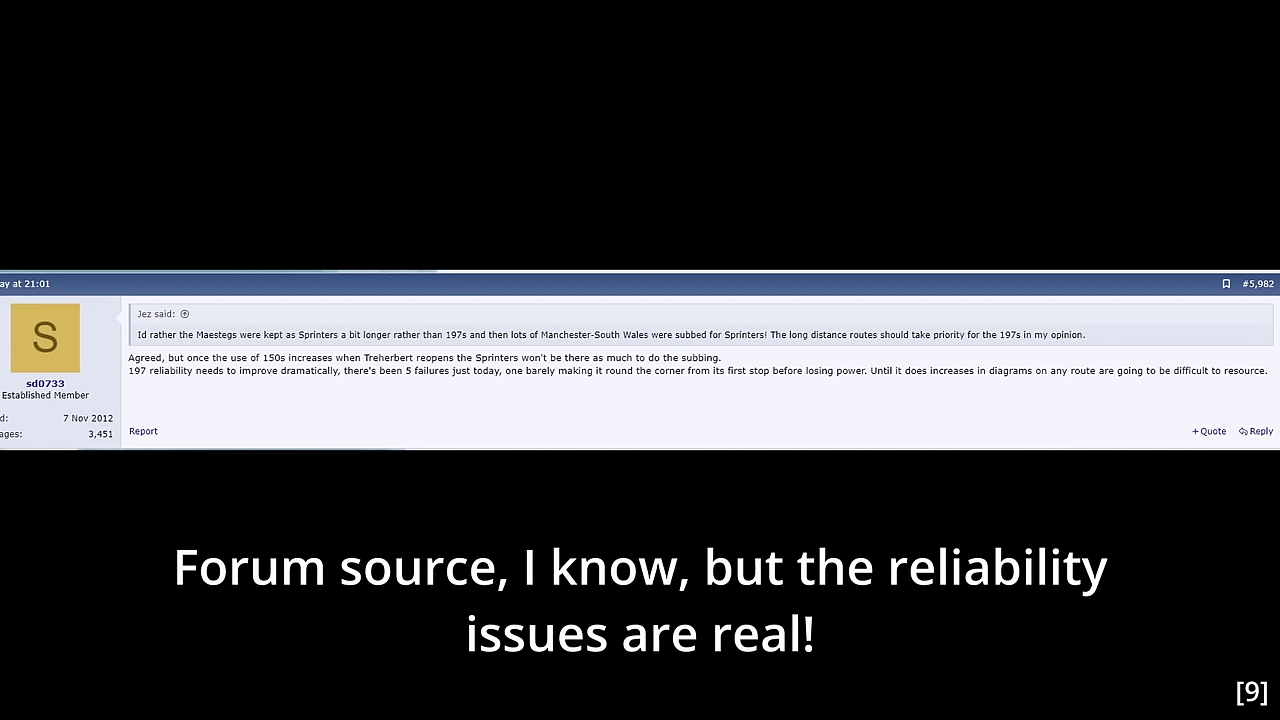 ay at 21:01
#5,982
S
sd0733
Established Member
d: 7 Nov 2012
ages: 3,451
Jez said:
Id rather the Maestegs were kept as Sprinters a bit longer rather than 197s and then lots of Manchester-South Wales were subbed for Sprinters! The long distance routes should take priority for the 197s in my opinion.
Agreed, but once the use of 150s increases when Treherbert reopens the Sprinters won't be there as much to do the subbing.
197 reliability needs to improve dramatically, there's been 5 failures just today, one barely making it round the corner from its first stop before losing power. Until it does increases in diagrams on any route are going to be difficult to resource.
Report
+ Quote
Reply
Forum source, I know, but the reliability
issues are real!
[9]